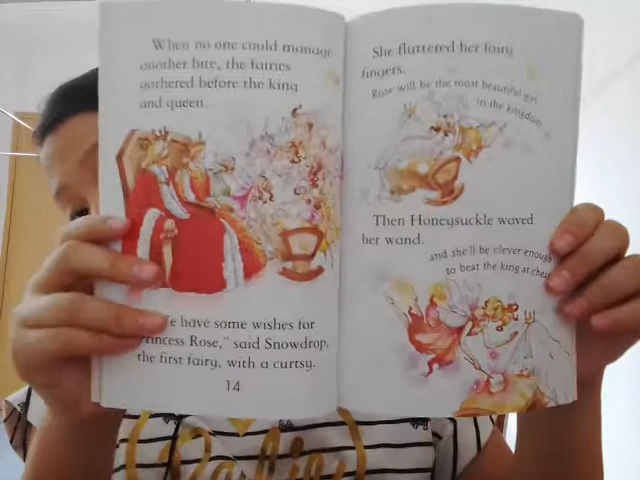 When no one could manage
another bite, the fairies
gathered before the king
and queen.
"We have some wishes for
Princess Rose," said Snowdrop,
the first fairy, with a curtsy.
14
She fluttered her fairy
fingers.
Rose will be the most beautiful girl
in the kingdom
Then Honeysuckle waved
her wand.
and she'll be clever enough
to beat the king at chess